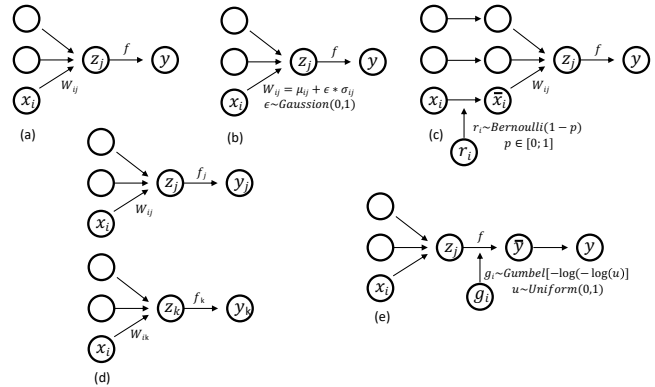 x_i
W_ij
z_j
f
y
(a)
x_i
z_j
f
y
W_ij = μ_ij + ϵ * σ_ij
ϵ~Gaussion(0,1)
(b)
x_i
x̄_i
W_ij
z_j
f
y
r_i~Bernoulli(1 − p)
p ∈ [0; 1]
r_i
(c)
x_i
W_ij
z_j
f_j
y_j
x_i
W_ik
z_k
f_k
y_k
(d)
x_i
z_j
f
ȳ
y
g_i~Gumbel[−log(−log(u)]
u~Uniform(0,1)
g_i
(e)